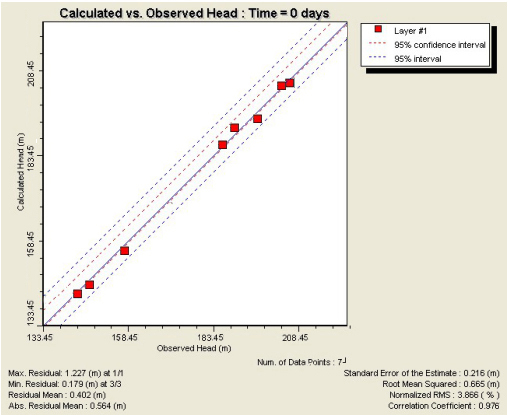 Calculated vs. Observed Head : Time = 0 days
Layer #1
95% confidence interval
95% interval
Calculated Head (m)
208.45
183.45
158.45
133.45
133.45
158.45
183.45
208.45
Observed Head (m)
Num. of Data Points : 7
Max. Residual: 1.227 (m) at 1/1
Min. Residual: 0.179 (m) at 3/3
Residual Mean : 0.402 (m)
Abs. Residual Mean : 0.564 (m)
Standard Error of the Estimate : 0.216 (m)
Root Mean Squared : 0.665 (m)
Normalized RMS : 3.866 ( % )
Correlation Coefficient : 0.976